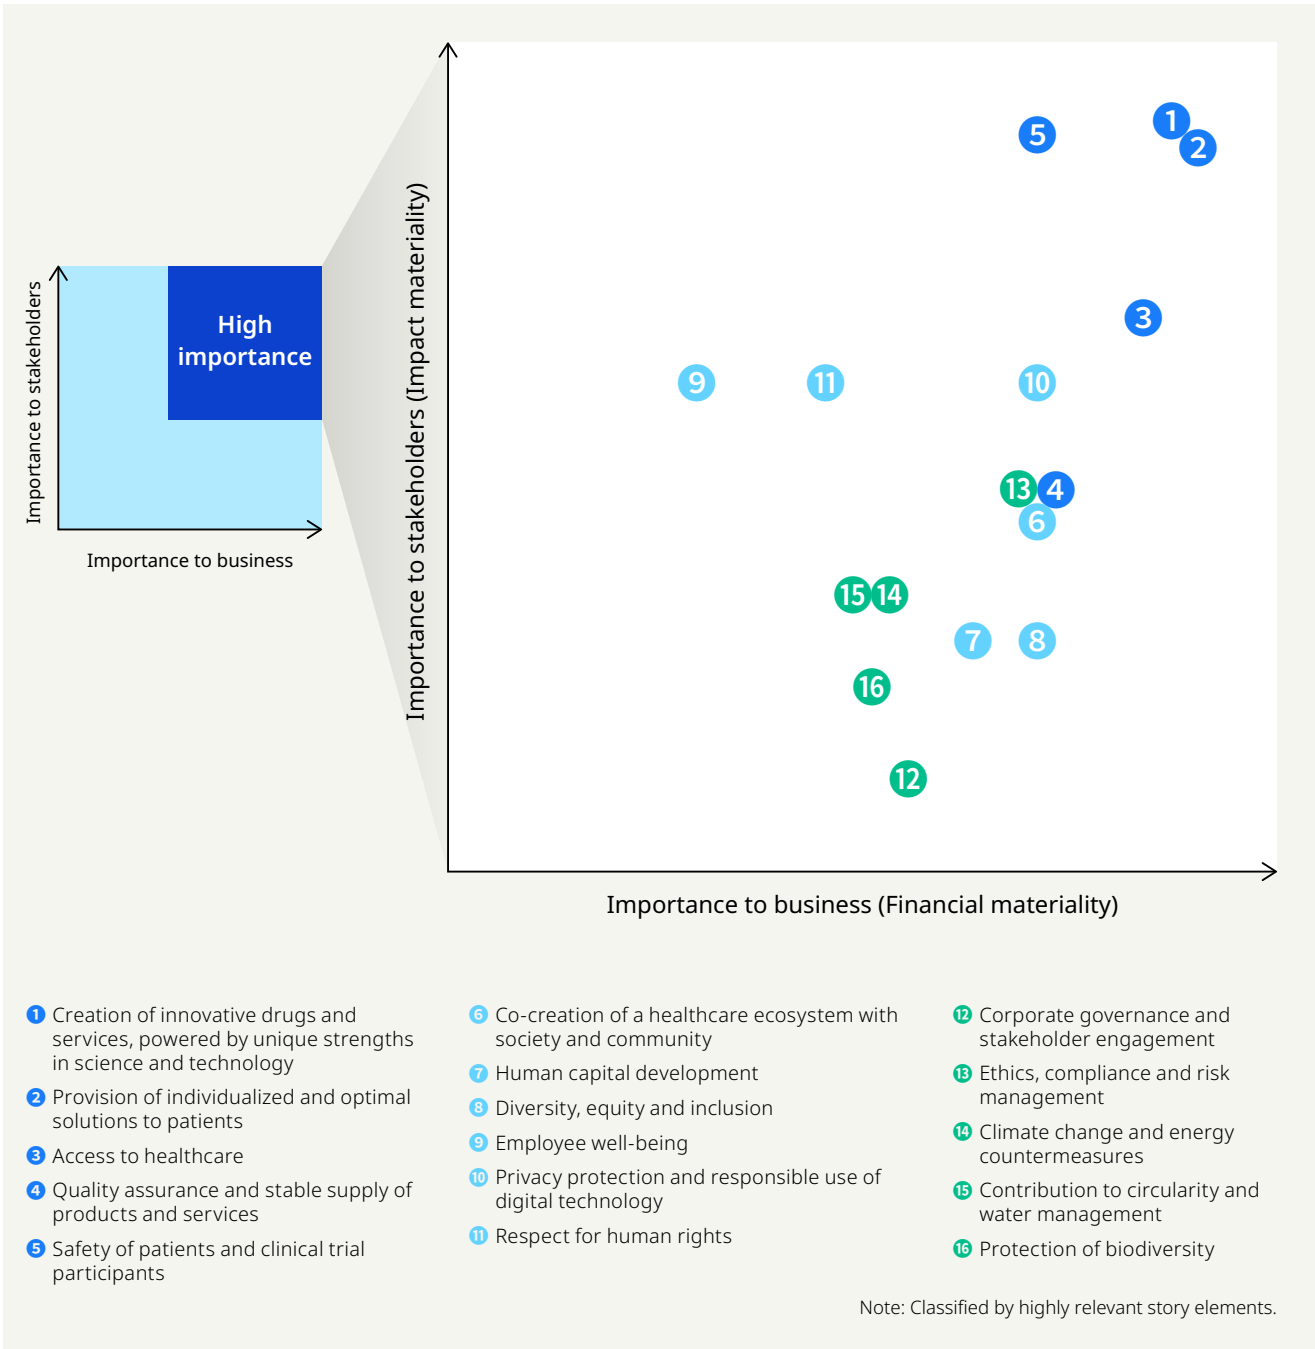 Importance to stakeholders
High
importance
Importance to business
Importance to stakeholders (Impact materiality)
5
1
2
3
9
11
10
13
4
6
15
14
7
8
16
12
Importance to business (Financial materiality)
1 Creation of innovative drugs and
services, powered by unique strengths
in science and technology
2 Provision of individualized and optimal
solutions to patients
3 Access to healthcare
4 Quality assurance and stable supply of
products and services
5 Safety of patients and clinical trial
participants
6 Co-creation of a healthcare ecosystem with
society and community
7 Human capital development
8 Diversity, equity and inclusion
9 Employee well-being
10 Privacy protection and responsible use of
digital technology
11 Respect for human rights
12 Corporate governance and
stakeholder engagement
13 Ethics, compliance and risk
management
14 Climate change and energy
countermeasures
15 Contribution to circularity and
water management
16 Protection of biodiversity
Note: Classified by highly relevant story elements.